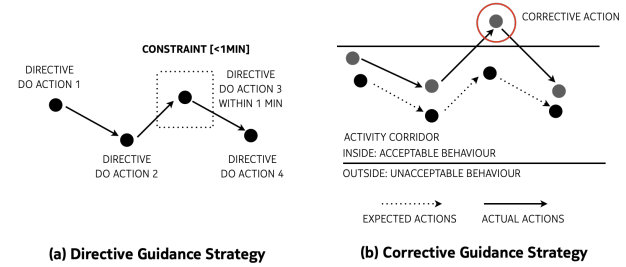 CONSTRAINT [<1MIN]
DIRECTIVE
DO ACTION 1
DIRECTIVE
DO ACTION 3
WITHIN 1 MIN
DIRECTIVE
DO ACTION 2
DIRECTIVE
DO ACTION 4
(a) Directive Guidance Strategy
CORRECTIVE ACTION
ACTIVITY CORRIDOR
INSIDE: ACCEPTABLE BEHAVIOUR
OUTSIDE: UNACCEPTABLE BEHAVIOUR
EXPECTED ACTIONS
ACTUAL ACTIONS
(b) Corrective Guidance Strategy